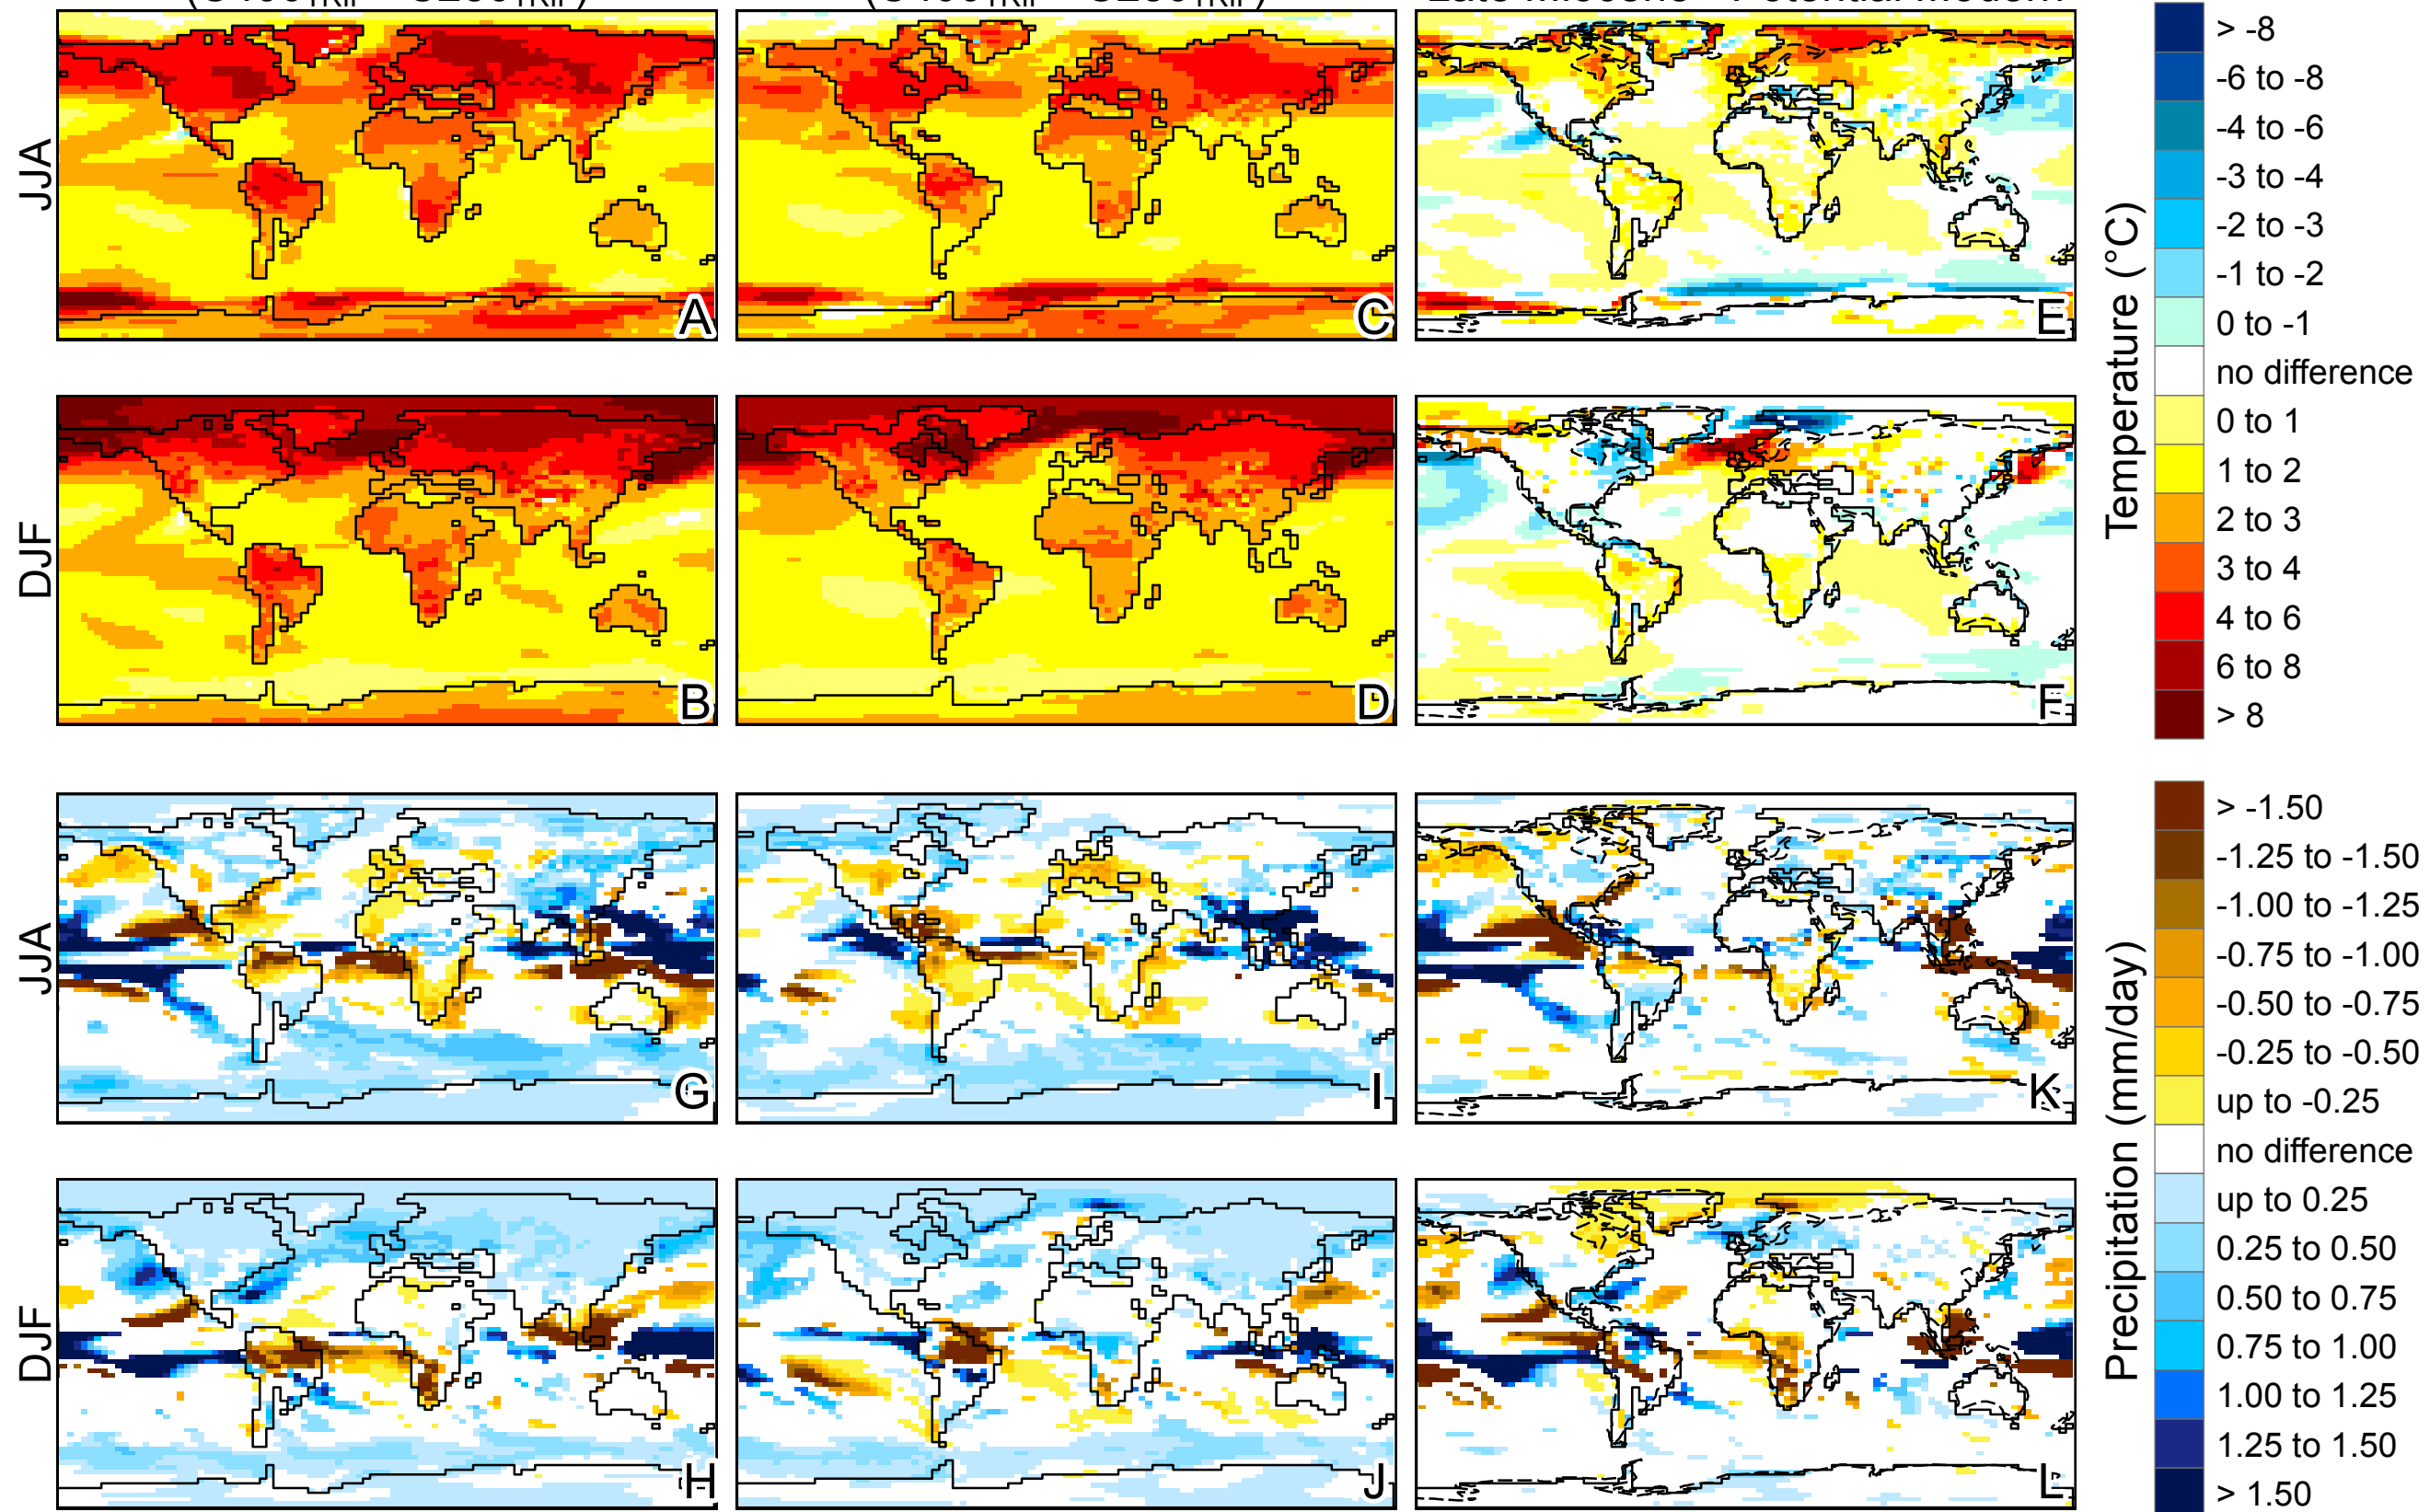 JJA
A
C
E
DJF
B
D
F
Temperature (°C)
> -8
-6 to -8
-4 to -6
-3 to -4
-2 to -3
-1 to -2
0 to -1
no difference
0 to 1
1 to 2
2 to 3
3 to 4
4 to 6
6 to 8
> 8
JJA
G
I
K
DJF
H
J
L
Precipitation (mm/day)
> -1.50
-1.25 to -1.50
-1.00 to -1.25
-0.75 to -1.00
-0.50 to -0.75
-0.25 to -0.50
up to -0.25
no difference
up to 0.25
0.25 to 0.50
0.50 to 0.75
0.75 to 1.00
1.00 to 1.25
1.25 to 1.50
> 1.50